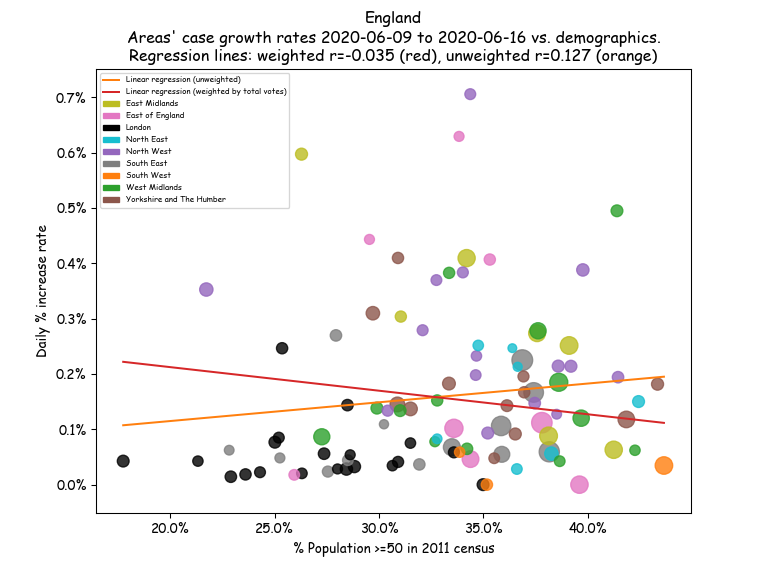 England
Areas' case growth rates 2020-06-09 to 2020-06-16 vs. demographics.
Regression lines: weighted r=-0.035 (red), unweighted r=0.127 (orange)
Linear regression (unweighted)
Linear regression (weighted by total votes)
East Midlands
East of England
London
North East
North West
South East
South West
West Midlands
Yorkshire and The Humber
Daily % increase rate
0.7%
0.6%
0.5%
0.4%
0.3%
0.2%
0.1%
0.0%
20.0% 25.0% 30.0% 35.0% 40.0%
% Population >=50 in 2011 census